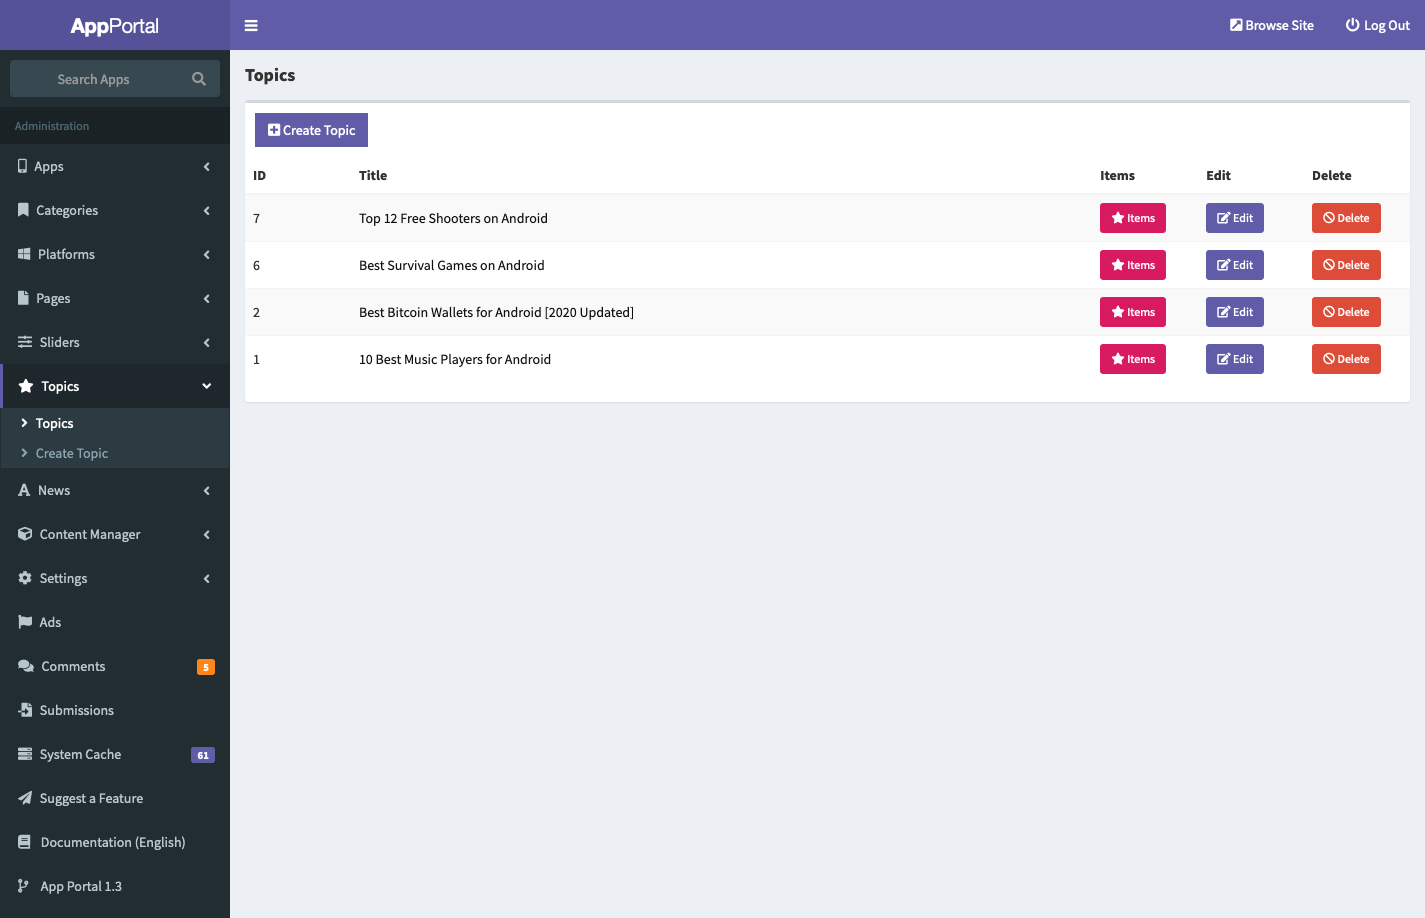 AppPortal
Browse Site
Log Out
Search Apps
Administration
Apps
Categories
Platforms
Pages
Sliders
Topics
Topics
Create Topic
News
Content Manager
Settings
Ads
Comments 5
Submissions
System Cache 61
Suggest a Feature
Documentation (English)
App Portal 1.3
Topics
Create Topic
ID Title Items Edit Delete
7 Top 12 Free Shooters on Android Items Edit Delete
6 Best Survival Games on Android Items Edit Delete
2 Best Bitcoin Wallets for Android [2020 Updated] Items Edit Delete
1 10 Best Music Players for Android Items Edit Delete